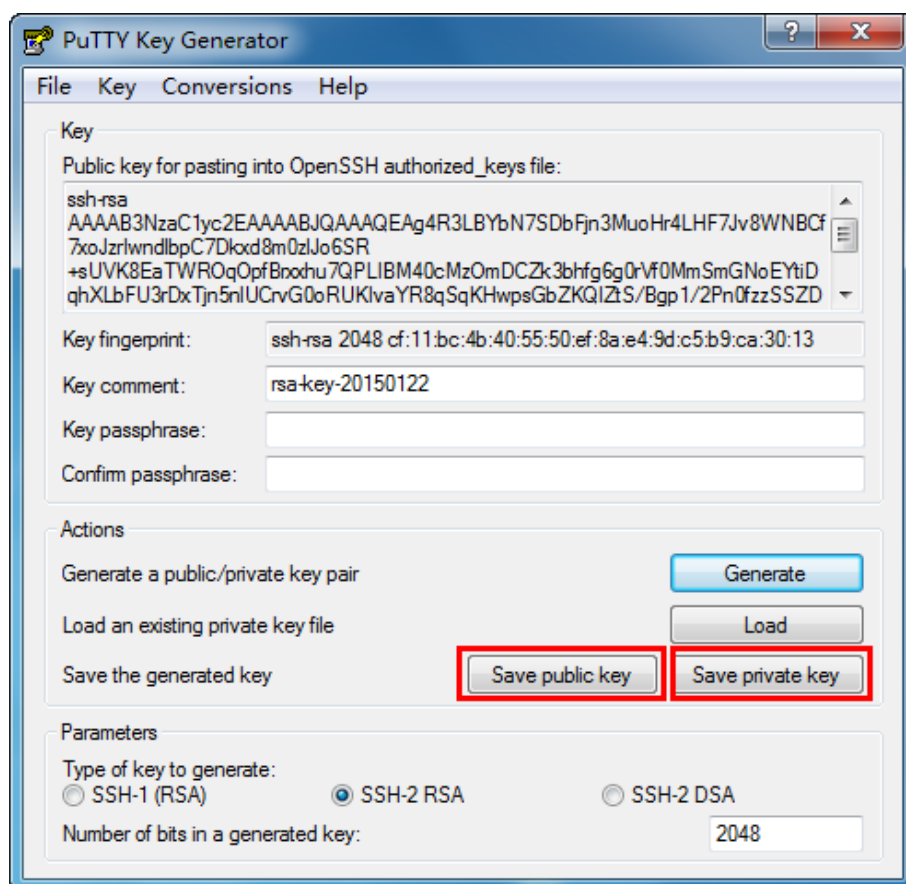 PuTTY Key Generator
File Key Conversions Help
Key
Public key for pasting into OpenSSH authorized_keys file:
ssh-rsa
AAAAB3NzaC1yc2EAAAABJQAAAQEAg4R3LBYbN7SDbFjn3MuoHr4LHF7Jv8WNBCf
7xoJzrlwndlbpC7Dkxxd8m0zlJo6SR
+sUVK8EaTWROqOpfBrxxhu7QPLIBM40cMzOmDCZk3bhfg6g0rVf0MmSmGNoEYtiD
qhXLbFU3rDxTjn5nIUCrvG0oRUKIvaYR8qSqKHwpsGbZKQIZtS/Bgp1/2Pn0fzzSSZD
Key fingerprint: ssh-rsa 2048 cf:11:bc:4b:40:55:50:ef:8a:e4:9d:c5:b9:ca:30:13
Key comment: rsa-key-20150122
Key passphrase:
Confirm passphrase:
Actions
Generate a public/private key pair Generate
Load an existing private key file Load
Save the generated key Save public key Save private key
Parameters
Type of key to generate:
SSH-1 (RSA) SSH-2 RSA SSH-2 DSA
Number of bits in a generated key: 2048